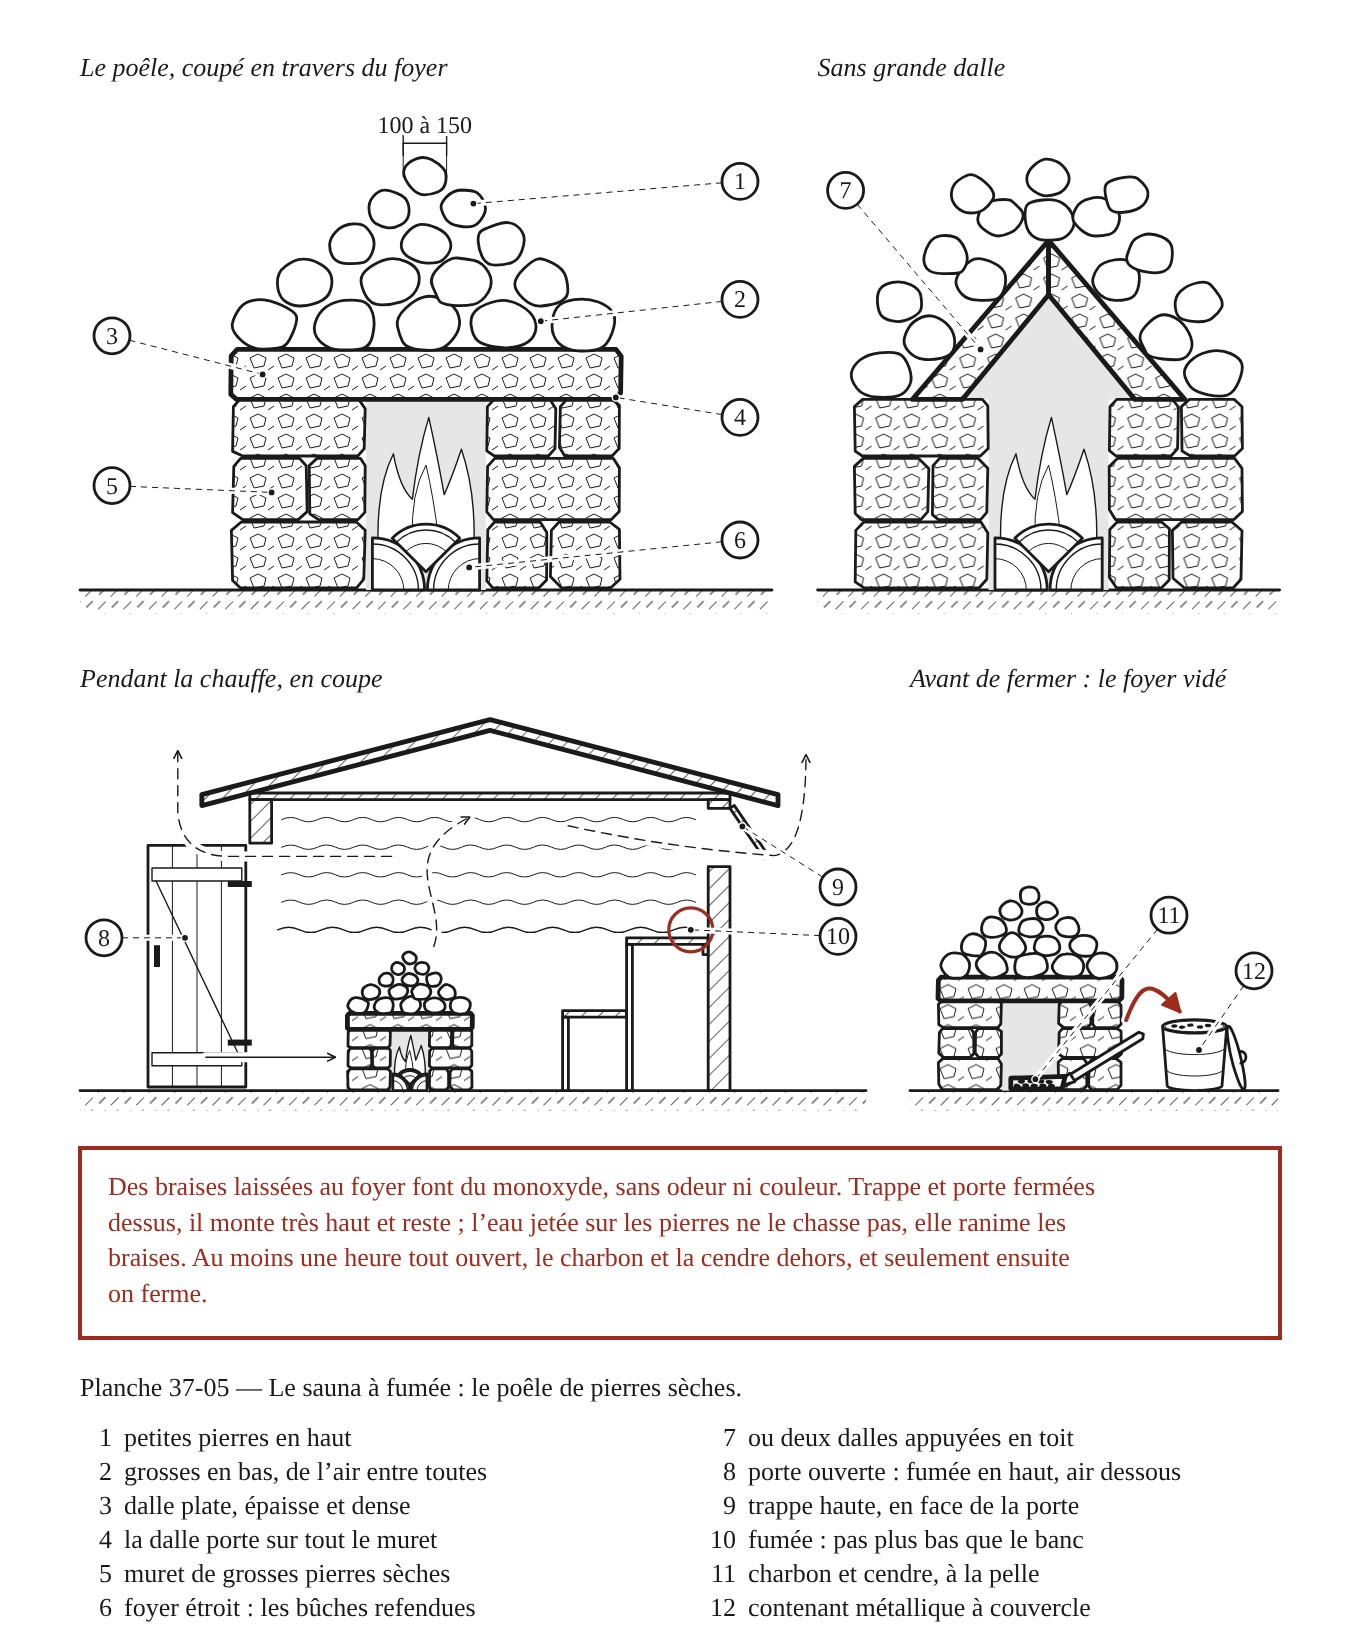 Le poêle, coupé en travers du foyer
Sans grande dalle
100 à 150
1
7
2
3
4
5
6
Pendant la chauffe, en coupe
Avant de fermer : le foyer vidé
9
11
8
10
12
Des braises laissées au foyer font du monoxyde, sans odeur ni couleur. Trappe et porte fermées
dessus, il monte très haut et reste ; l’eau jetée sur les pierres ne le chasse pas, elle ranime les
braises. Au moins une heure tout ouvert, le charbon et la cendre dehors, et seulement ensuite
on ferme.
Planche 37-05 — Le sauna à fumée : le poêle de pierres sèches.
1 petites pierres en haut
2 grosses en bas, de l’air entre toutes
3 dalle plate, épaisse et dense
4 la dalle porte sur tout le muret
5 muret de grosses pierres sèches
6 foyer étroit : les bûches refendues
7 ou deux dalles appuyées en toit
8 porte ouverte : fumée en haut, air dessous
9 trappe haute, en face de la porte
10 fumée : pas plus bas que le banc
11 charbon et cendre, à la pelle
12 contenant métallique à couvercle